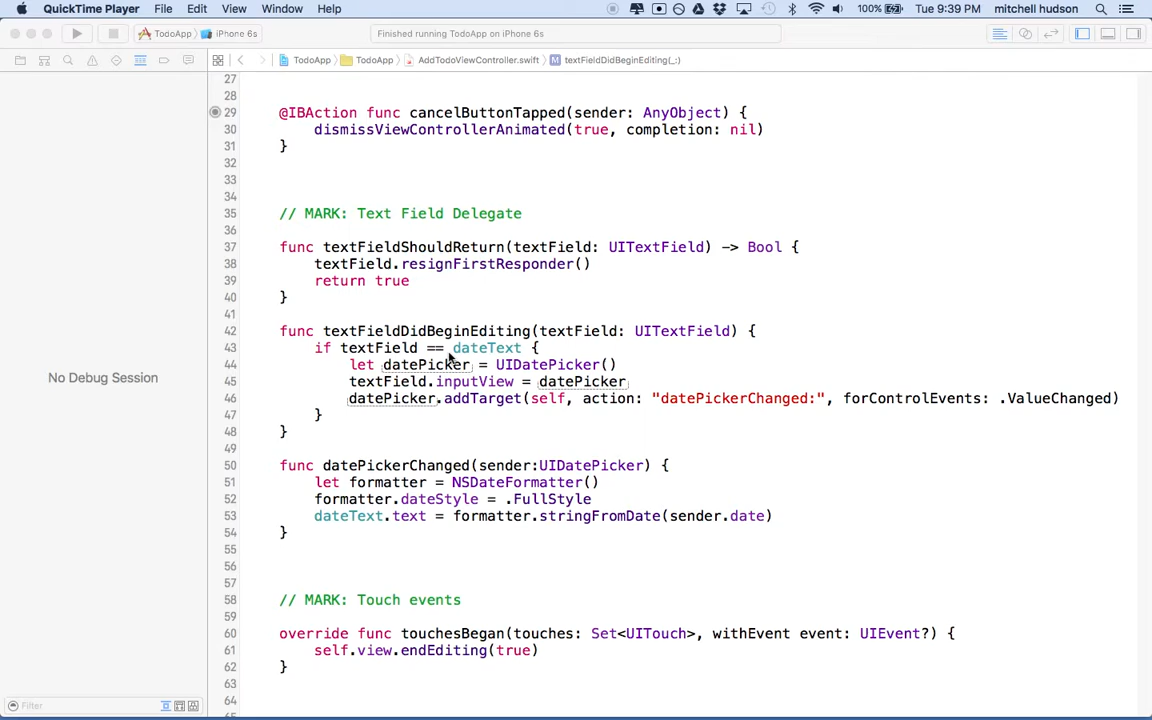 QuickTime Player File Edit View Window Help 100% Tue 9:39 PM mitchell hudson
TodoApp iPhone 6s Finished running TodoApp on iPhone 6s
TodoApp TodoApp AddTodoViewController.swift M textFieldDidBeginEditing(_:)
27
28
29 @IBAction func cancelButtonTapped(sender: AnyObject) {
30 dismissViewControllerAnimated(true, completion: nil)
31 }
32
33
34
35 // MARK: Text Field Delegate
36
37 func textFieldShouldReturn(textField: UITextField) -> Bool {
38 textField.resignFirstResponder()
39 return true
40 }
41
42 func textFieldDidBeginEditing(textField: UITextField) {
43 if textField == dateText {
44 let datePicker = UIDatePicker()
45 textField.inputView = datePicker
46 datePicker.addTarget(self, action: "datePickerChanged:", forControlEvents: .ValueChanged)
47 }
48 }
49
50 func datePickerChanged(sender:UIDatePicker) {
51 let formatter = NSDateFormatter()
52 formatter.dateStyle = .FullStyle
53 dateText.text = formatter.stringFromDate(sender.date)
54 }
55
56
57
58 // MARK: Touch events
59
60 override func touchesBegan(touches: Set<UITouch>, withEvent event: UIEvent?) {
61 self.view.endEditing(true)
62 }
63
64
65
No Debug Session
Filter